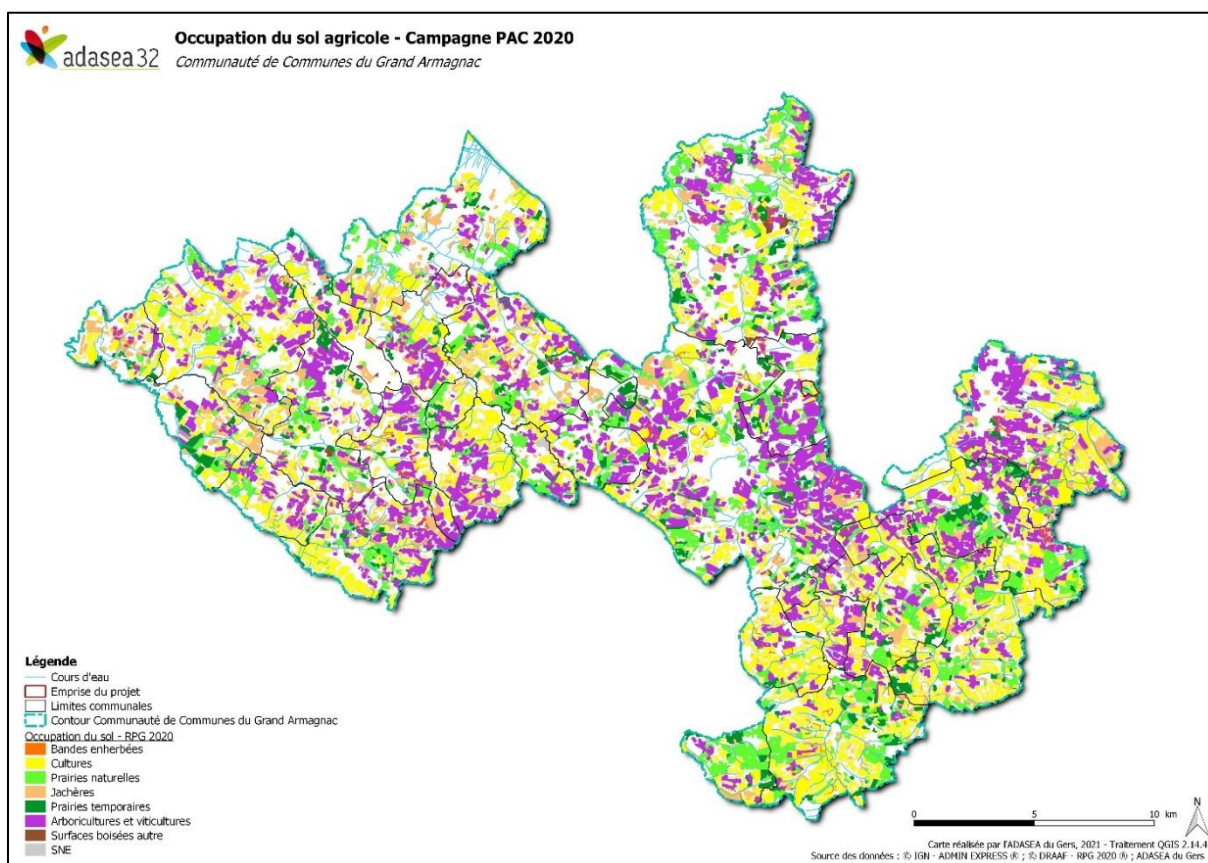 adasea32
Occupation du sol agricole - Campagne PAC 2020
Communauté de Communes du Grand Armagnac
Légende
Cours d'eau
Emprise du projet
Limites communales
Contour Communauté de Communes du Grand Armagnac
Occupation du sol - RPG 2020
Bandes enherbées
Cultures
Prairies naturelles
Jachères
Prairies temporaires
Arboricultures et viticultures
Surfaces boisées autre
SNE
N
0 5 10 km
Carte réalisée par l'ADASEA du Gers, 2021 - Traitement QGIS 2.14.4
Source des données : © IGN - ADMIN EXPRESS ® ; © DRAAF - RPG 2020 ® ; ADASEA du Gers